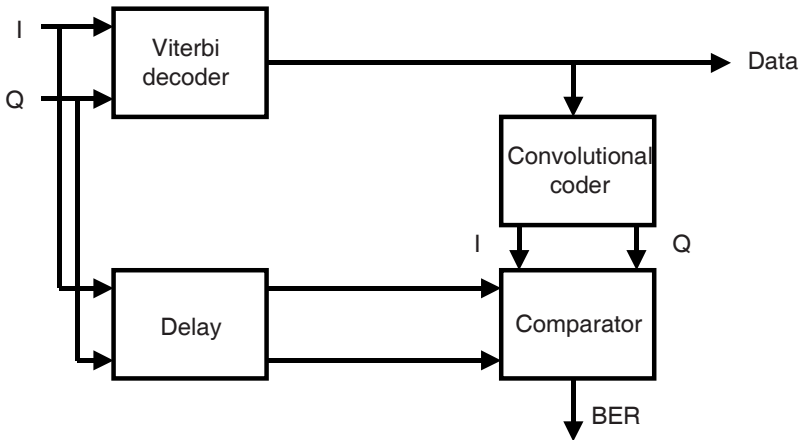 I
Viterbi
decoder
Data
Q
Convolutional
coder
I
Q
Delay
Comparator
BER